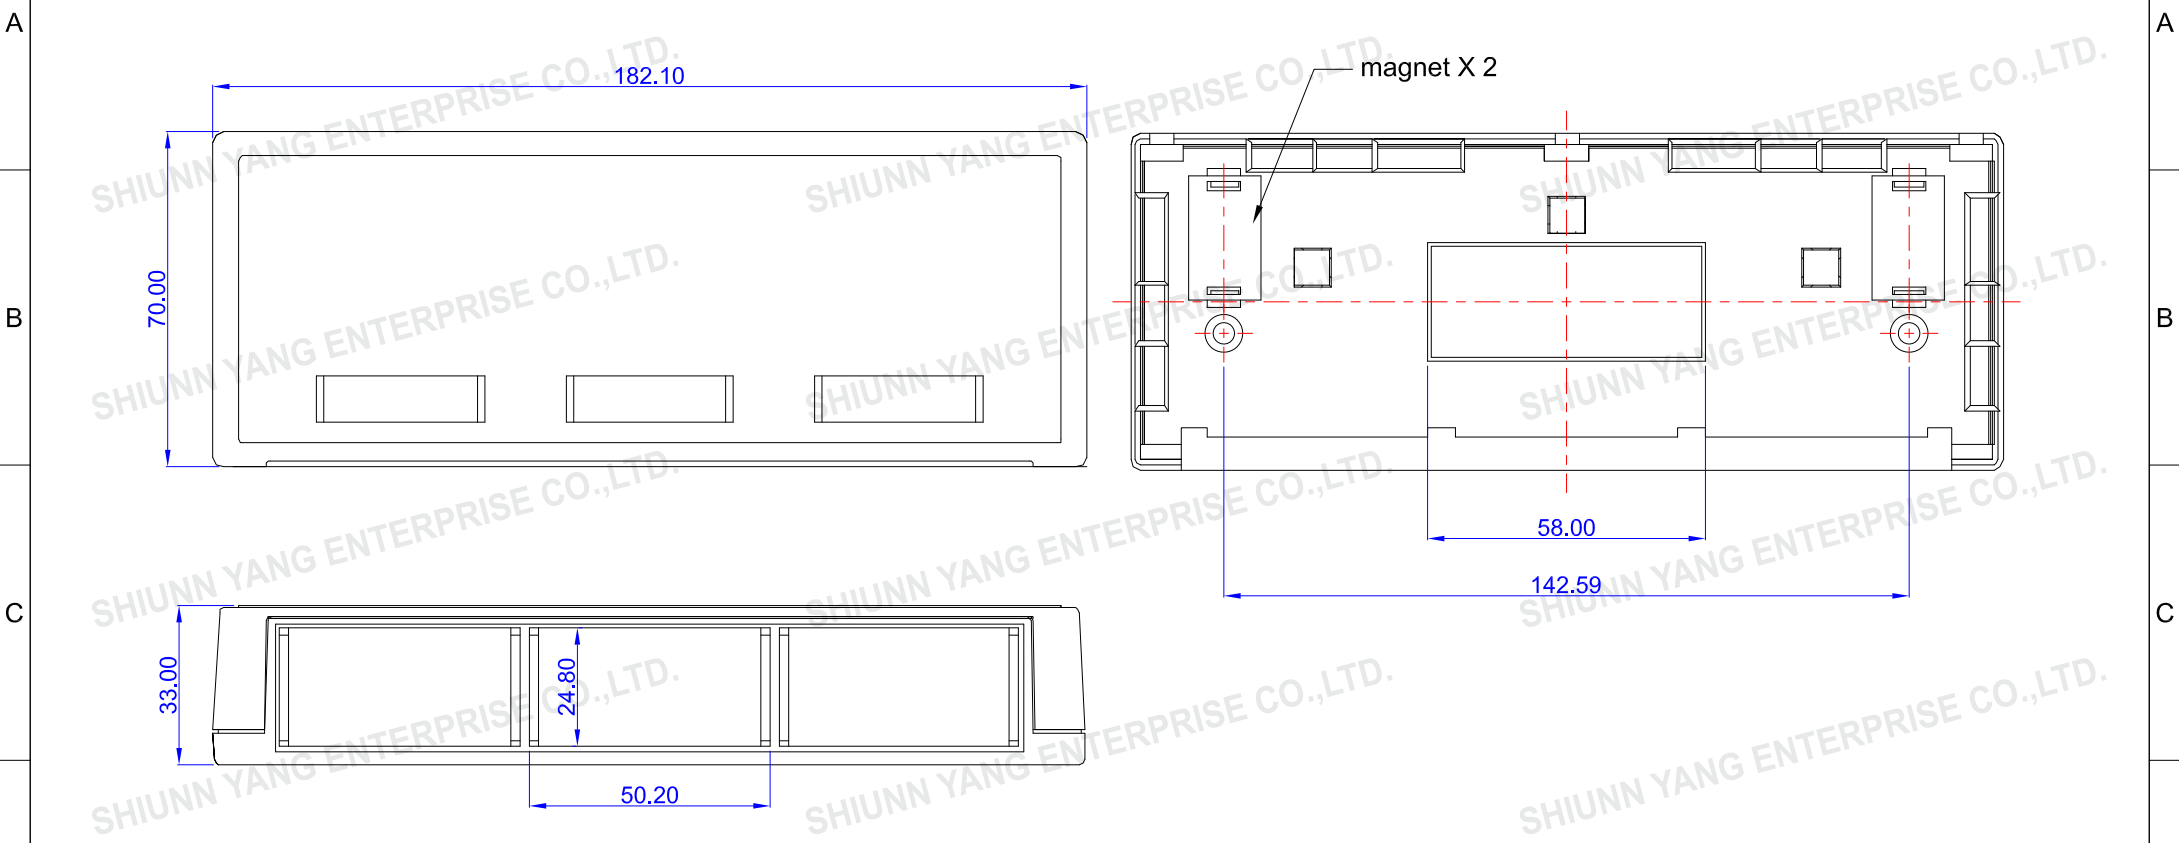 A
A
SHIUNN YANG ENTERPRISE CO.,LTD.
SHIUNN YANG ENTERPRISE CO.,LTD.
SHIUNN YANG ENTERPRISE CO.,LTD.
182.10
magnet X 2
70.00
B
B
SHIUNN YANG ENTERPRISE CO.,LTD.
SHIUNN YANG ENTERPRISE CO.,LTD.
SHIUNN YANG ENTERPRISE CO.,LTD.
58.00
142.59
SHIUNN YANG ENTERPRISE CO.,LTD.
SHIUNN YANG ENTERPRISE CO.,LTD.
SHIUNN YANG ENTERPRISE CO.,LTD.
C
C
33.00
24.80
50.20
SHIUNN YANG ENTERPRISE CO.,LTD.
SHIUNN YANG ENTERPRISE CO.,LTD.
SHIUNN YANG ENTERPRISE CO.,LTD.